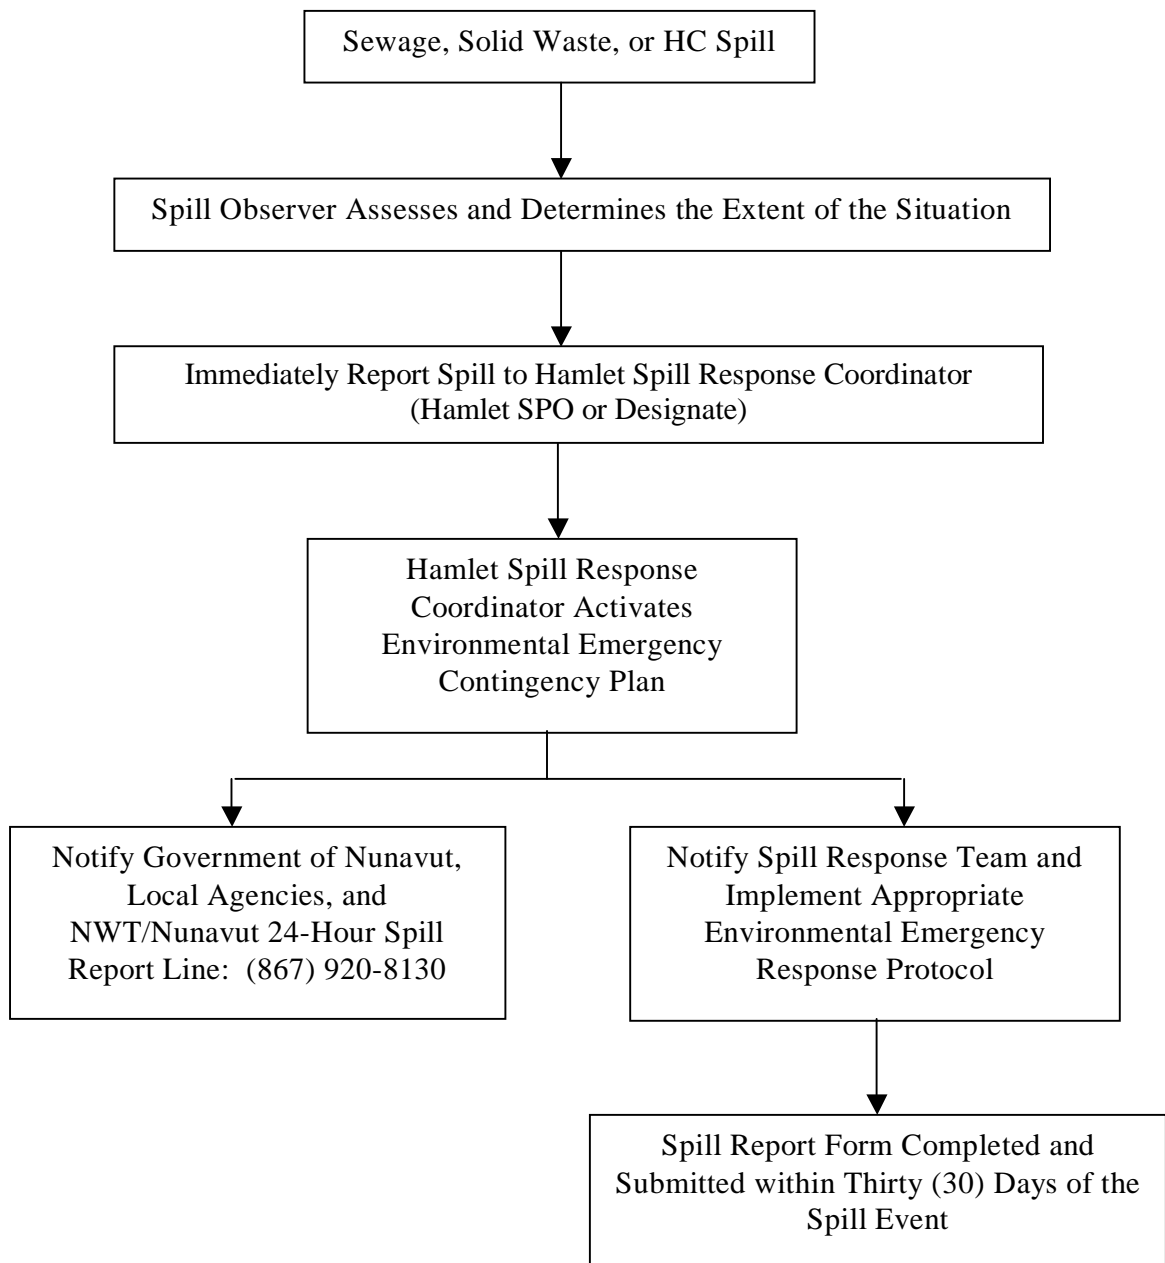 Sewage, Solid Waste, or HC Spill
Spill Observer Assesses and Determines the Extent of the Situation
Immediately Report Spill to Hamlet Spill Response Coordinator
(Hamlet SPO or Designate)
Hamlet Spill Response
Coordinator Activates
Environmental Emergency
Contingency Plan
Notify Government of Nunavut,
Local Agencies, and
NWT/Nunavut 24-Hour Spill
Report Line: (867) 920-8130
Notify Spill Response Team and
Implement Appropriate
Environmental Emergency
Response Protocol
Spill Report Form Completed and
Submitted within Thirty (30) Days of the
Spill Event